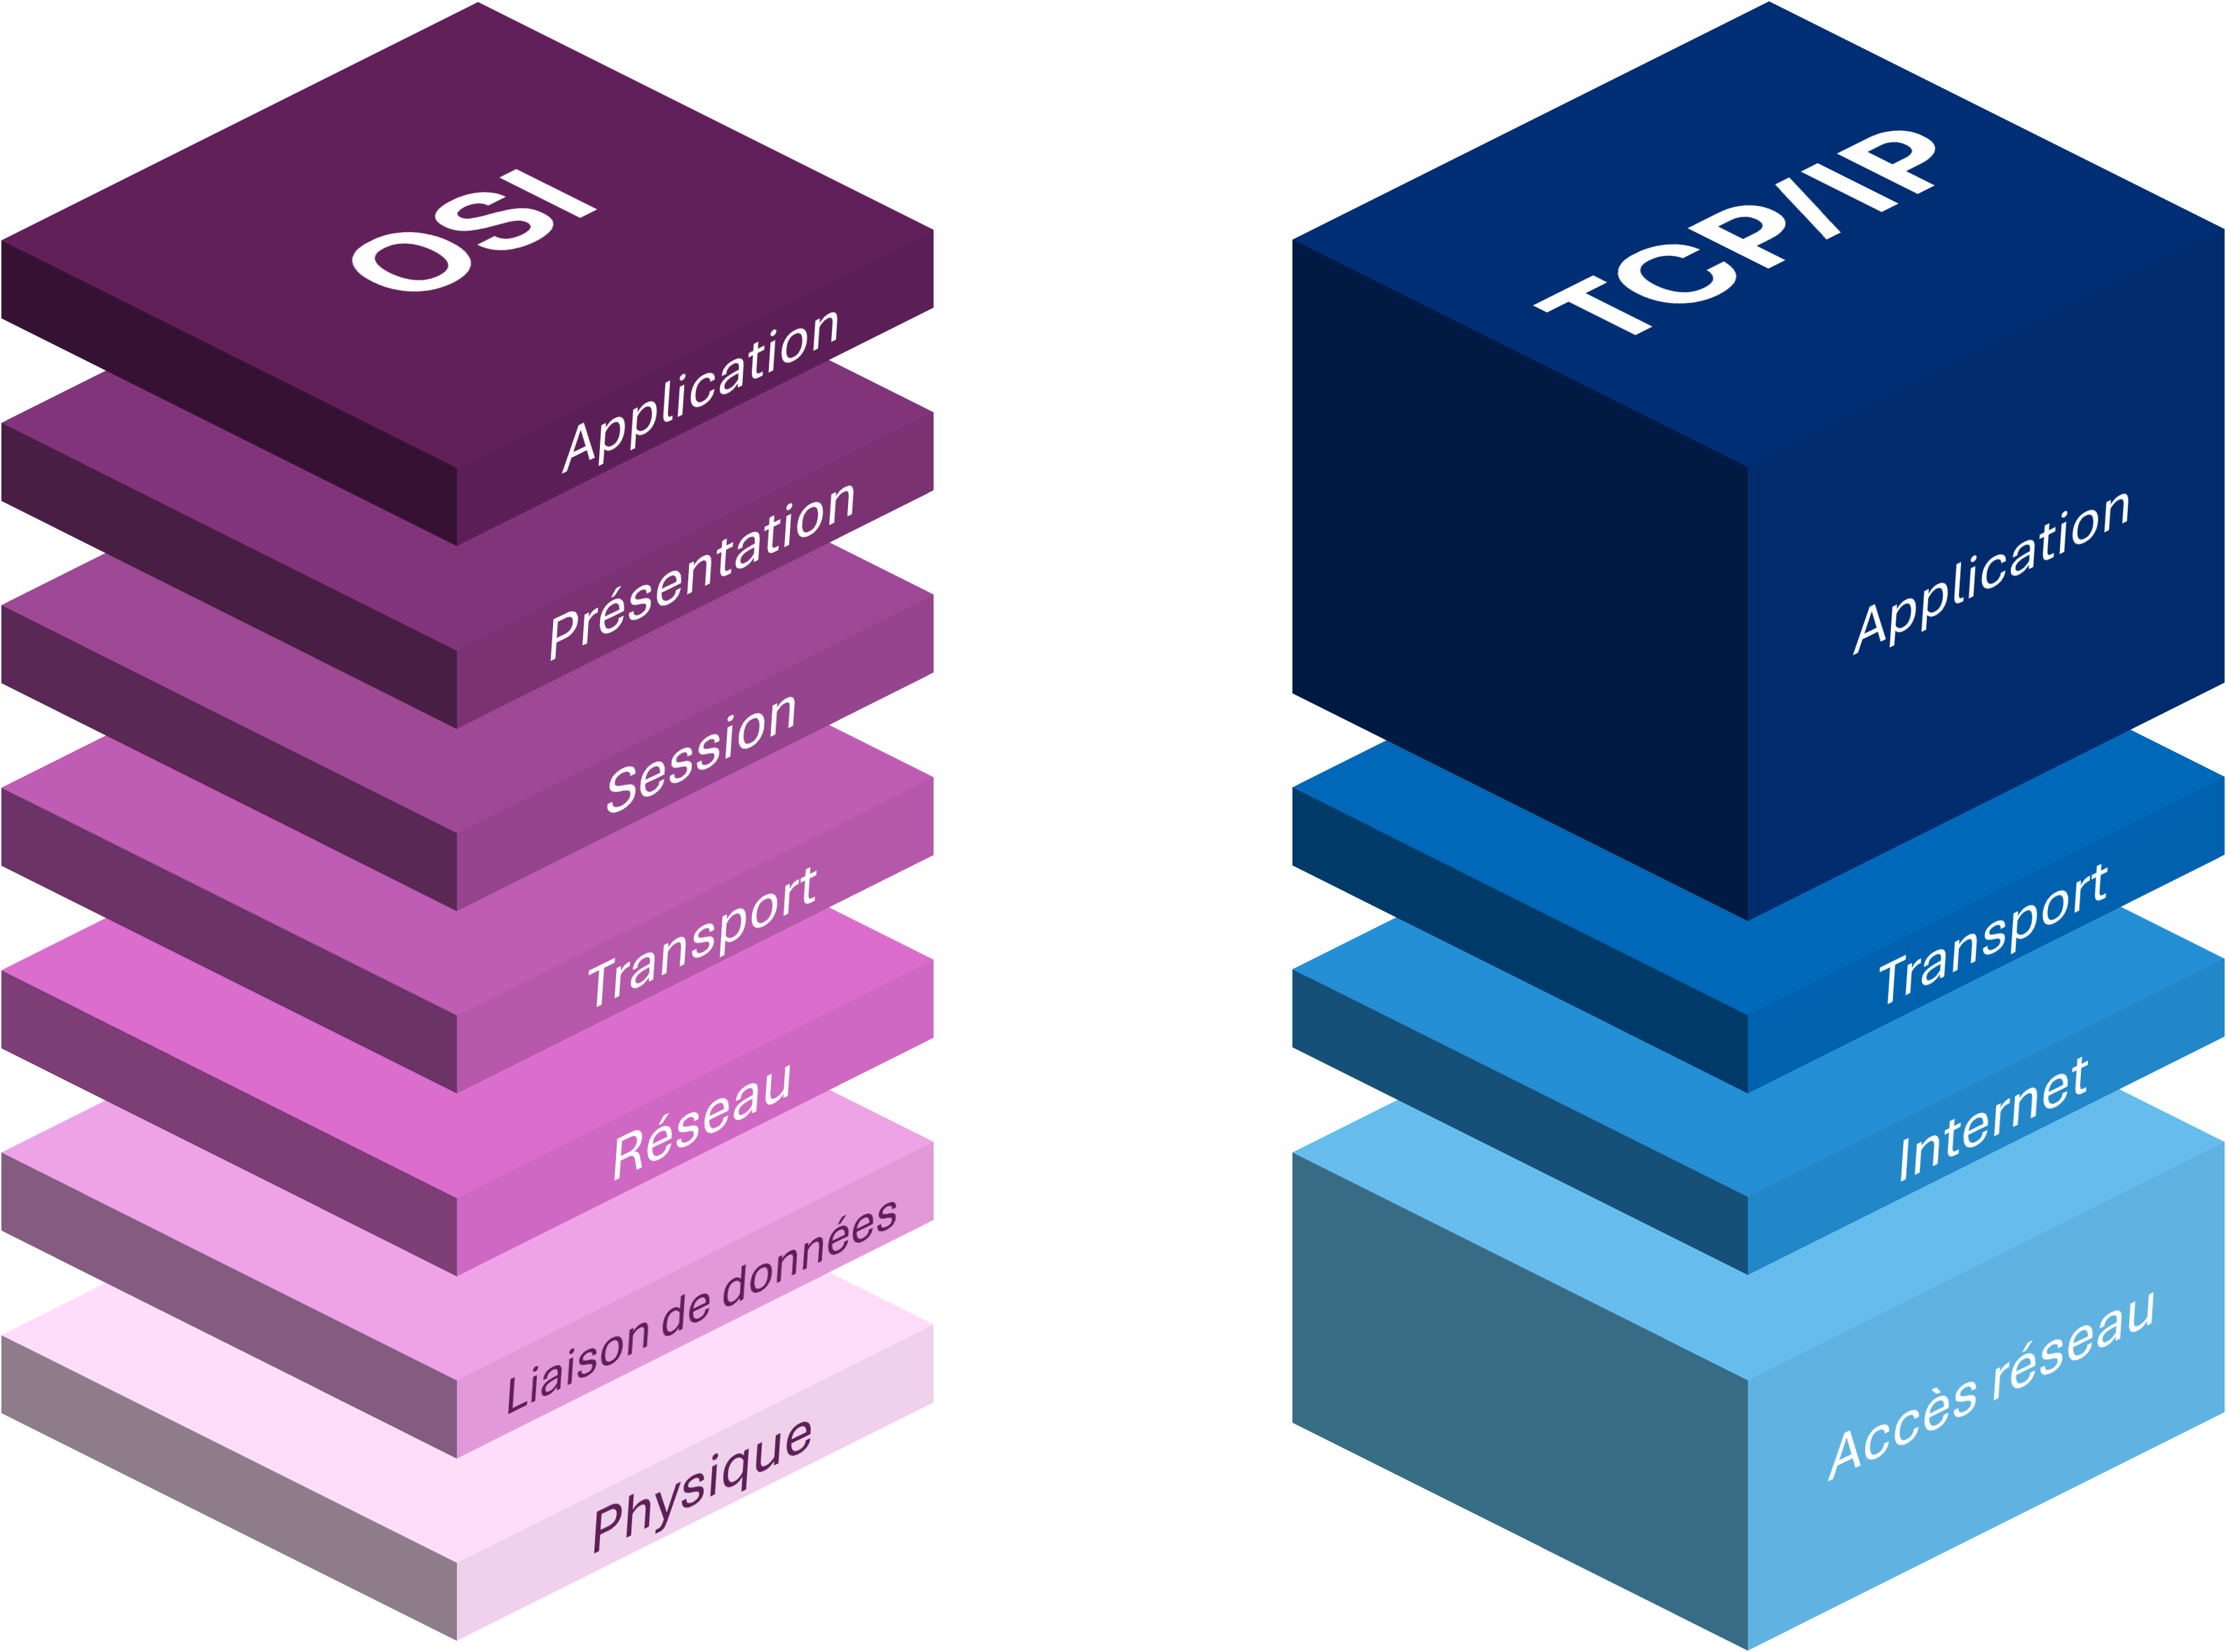 OSI
Application
Présentation
Session
Transport
Réseau
Liaison de données
Physique
TCP/IP
Application
Transport
Internet
Accès réseau